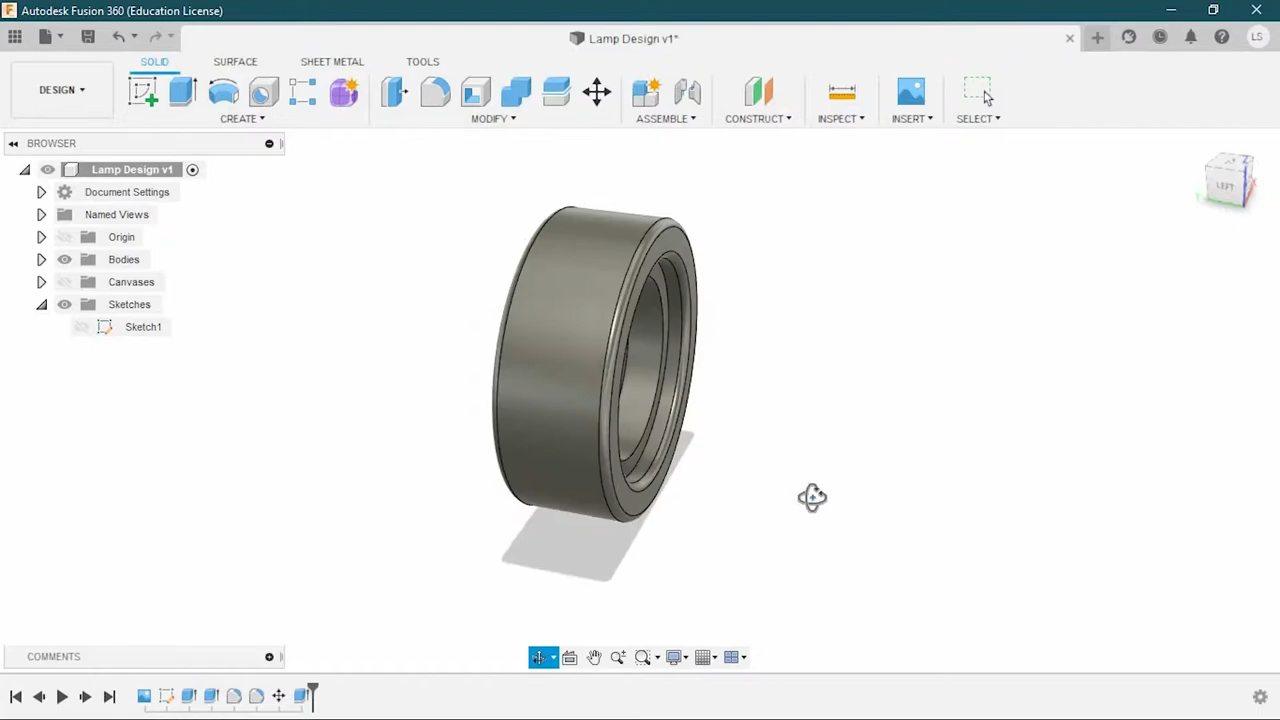 Autodesk Fusion 360 (Education License)
Lamp Design v1*
LS
SOLID SURFACE SHEET METAL TOOLS
DESIGN
CREATE MODIFY ASSEMBLE CONSTRUCT INSPECT INSERT SELECT
BROWSER
Lamp Design v1
Document Settings
Named Views
Origin
Bodies
Canvases
Sketches
Sketch1
LEFT
Z
COMMENTS